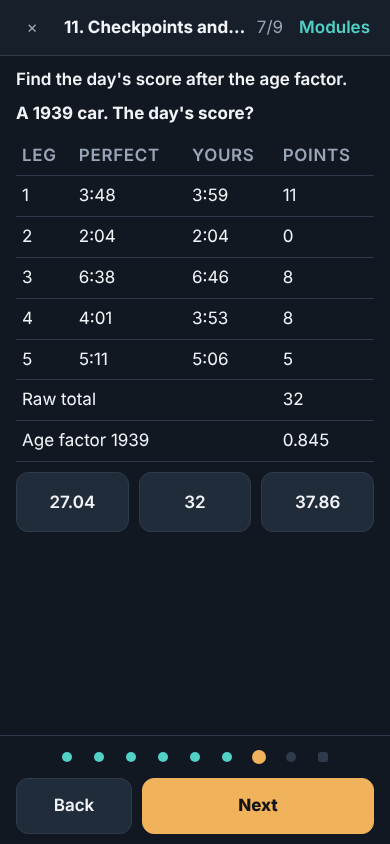 × 11. Checkpoints and... 7/9 Modules
Find the day's score after the age factor.
A 1939 car. The day's score?
LEG PERFECT YOURS POINTS
1 3:48 3:59 11
2 2:04 2:04 0
3 6:38 6:46 8
4 4:01 3:53 8
5 5:11 5:06 5
Raw total 32
Age factor 1939 0.845
27.04 32 37.86
Back Next